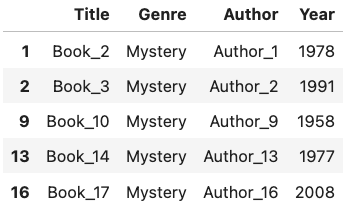 Title Genre Author Year
1 Book_2 Mystery Author_1 1978
2 Book_3 Mystery Author_2 1991
9 Book_10 Mystery Author_9 1958
13 Book_14 Mystery Author_13 1977
16 Book_17 Mystery Author_16 2008